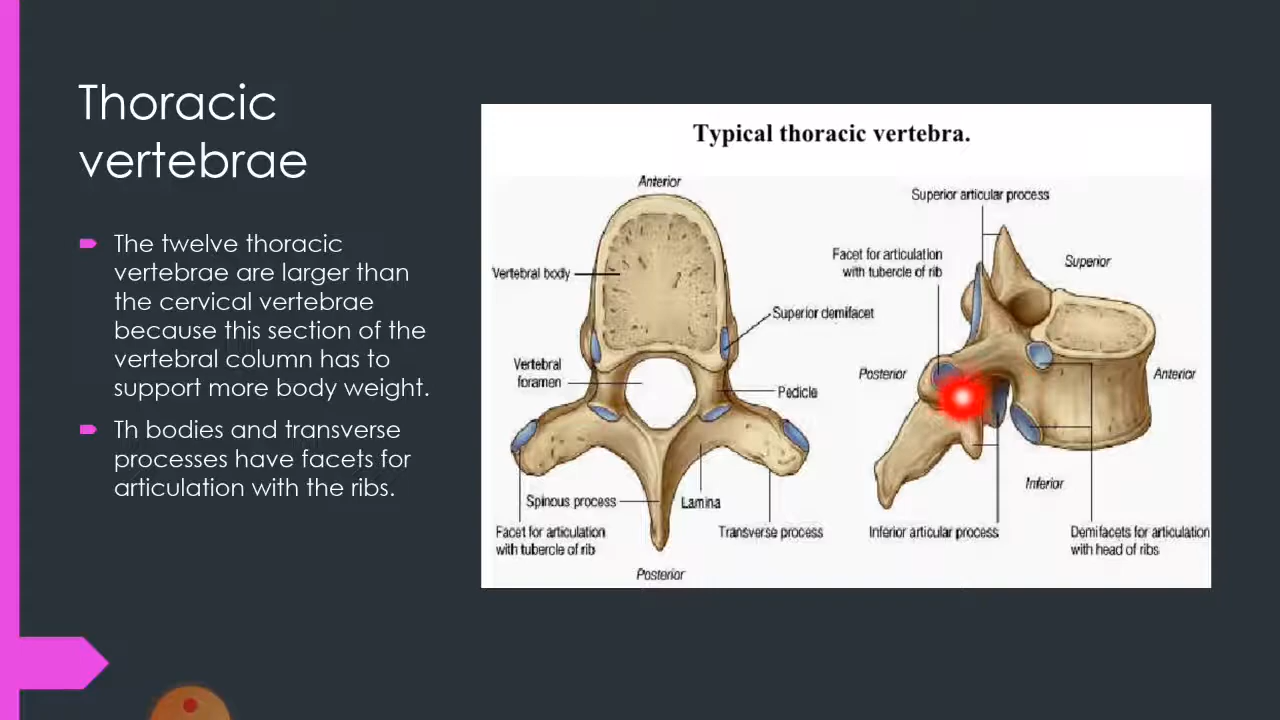 Thoracic
vertebrae
The twelve thoracic
vertebrae are larger than
the cervical vertebrae
because this section of the
vertebral column has to
support more body weight.
Th bodies and transverse
processes have facets for
articulation with the ribs.
Typical thoracic vertebra.
Anterior
Vertebral body
Superior demifacet
Vertebral
foramen
Pedicle
Spinous process
Lamina
Facet for articulation
with tubercle of rib
Transverse process
Posterior
Superior articular process
Facet for articulation
with tubercle of rib
Superior
Posterior
Anterior
Inferior
Inferior articular process
Demifacets for articulation
with head of ribs